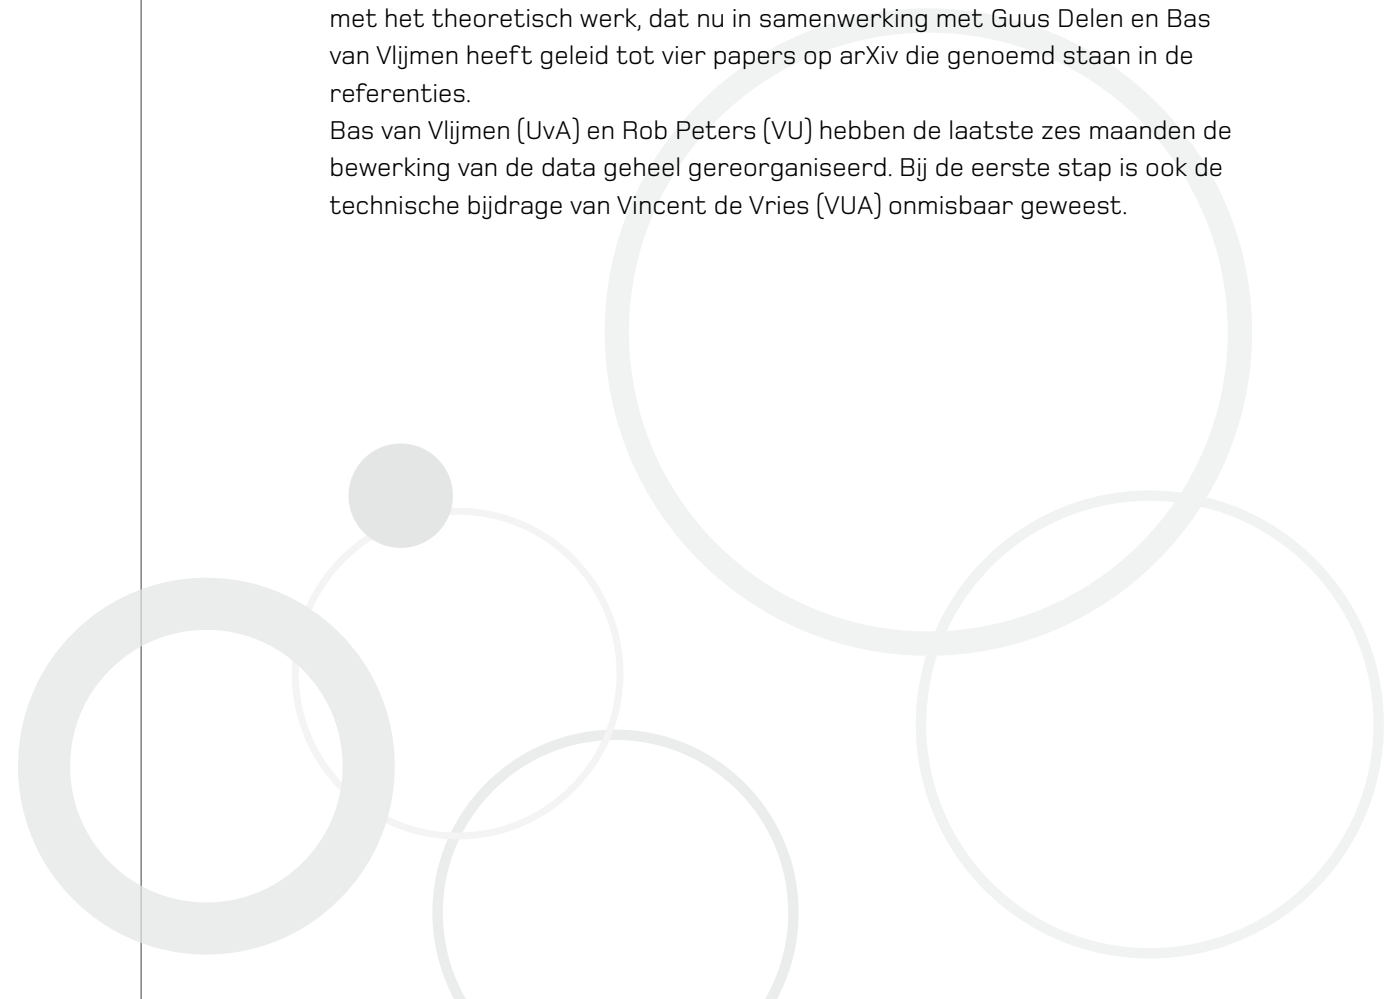 met het theoretisch werk, dat nu in samenwerking met Guus Delen en Bas
van Vlijmen heeft geleid tot vier papers op arXiv die genoemd staan in de
referenties.
Bas van Vlijmen (UvA) en Rob Peters (VU) hebben de laatste zes maanden de
bewerking van de data geheel gereorganiseerd. Bij de eerste stap is ook de
technische bijdrage van Vincent de Vries (VUA) onmisbaar geweest.